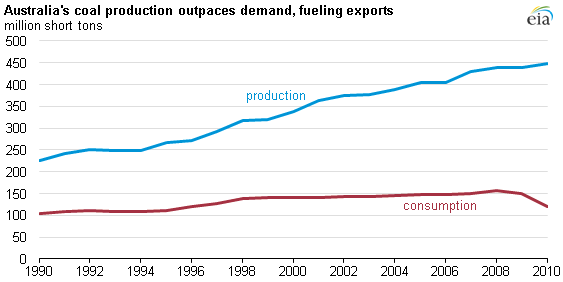 Australia's coal production outpaces demand, fueling exports
million short tons
eia
500
450
400
350
300
250
200
150
100
50
0
production
consumption
1990 1992 1994 1996 1998 2000 2002 2004 2006 2008 2010